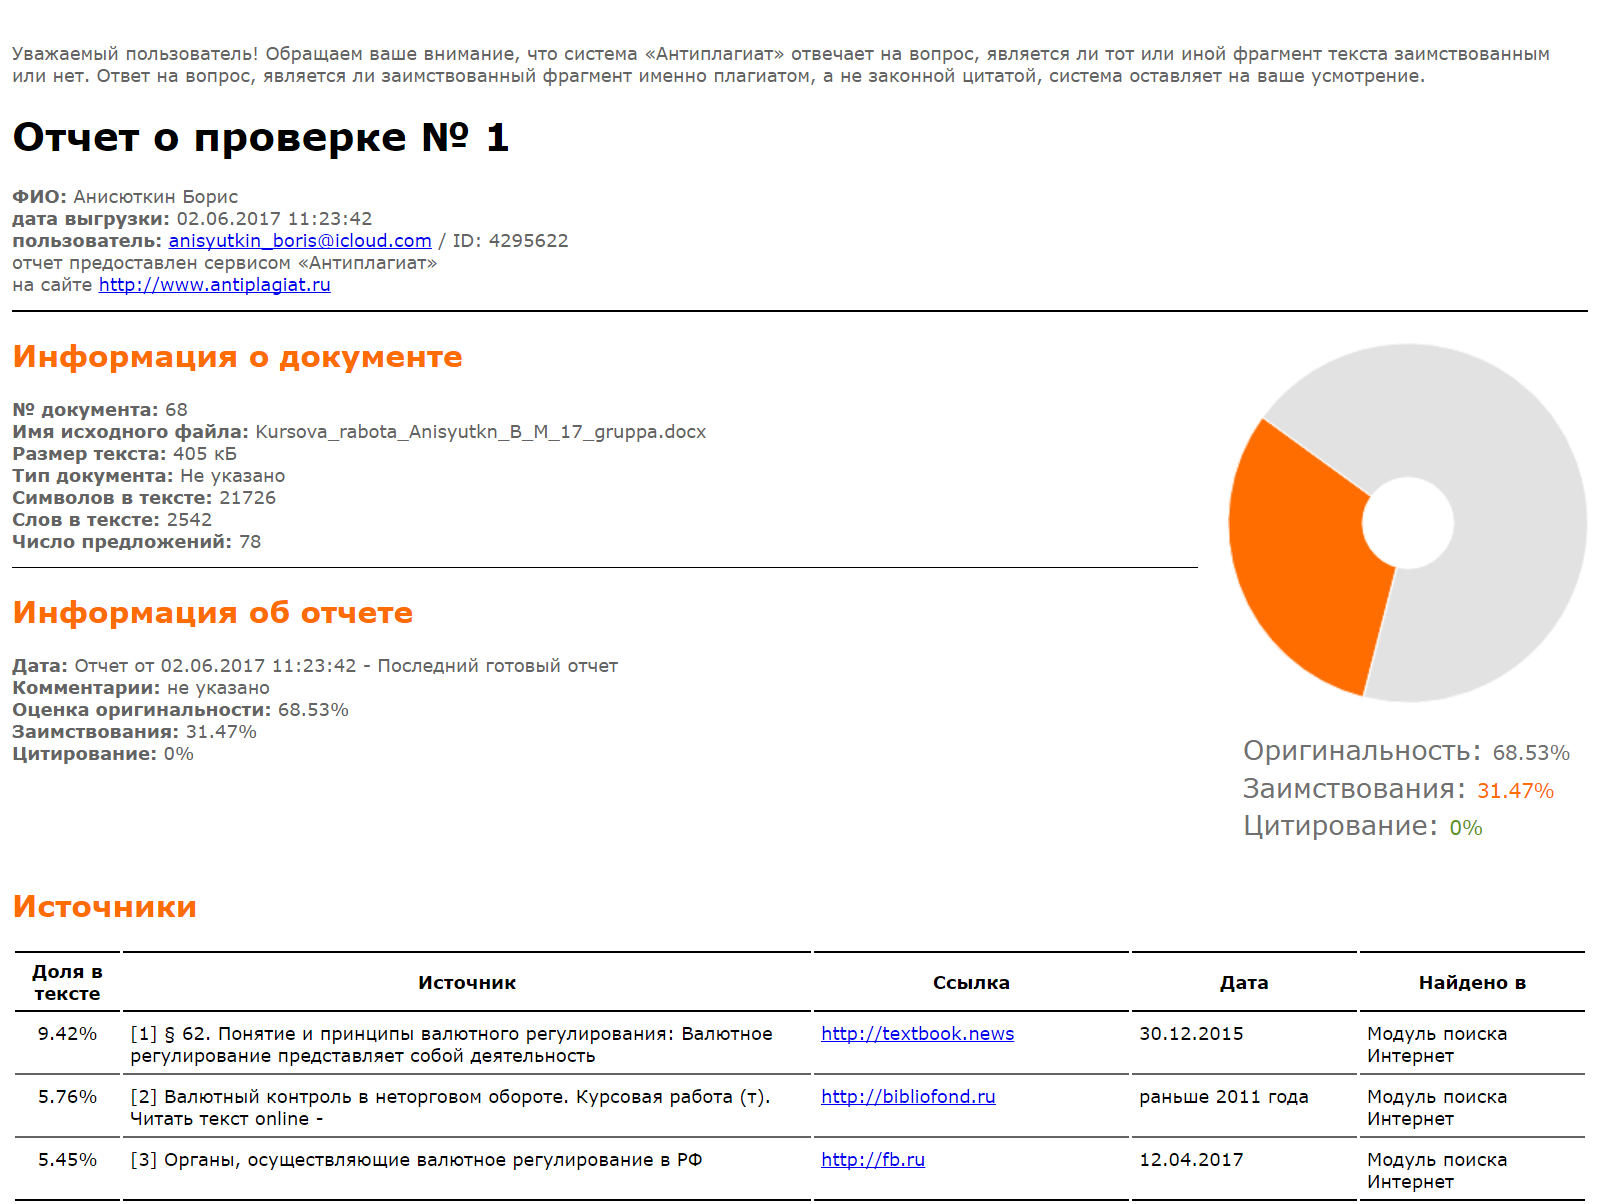 Уважаемый пользователь! Обращаем ваше внимание, что система «Антиплагиат» отвечает на вопрос, является ли тот или иной фрагмент текста заимствованным
или нет. Ответ на вопрос, является ли заимствованный фрагмент именно плагиатом, а не законной цитатой, система оставляет на ваше усмотрение.
Отчет о проверке № 1
ФИО: Анисюткин Борис
дата выгрузки: 02.06.2017 11:23:42
пользователь: anisyutkin_boris@icloud.com / ID: 4295622
отчет предоставлен сервисом «Антиплагиат»
на сайте http://www.antiplagiat.ru
Информация о документе
№ документа: 68
Имя исходного файла: Kursova_rabota_Anisyutkn_B_M_17_gruppa.docx
Размер текста: 405 кБ
Тип документа: Не указано
Символов в тексте: 21726
Слов в тексте: 2542
Число предложений: 78
Информация об отчете
Дата: Отчет от 02.06.2017 11:23:42 - Последний готовый отчет
Комментарии: не указано
Оценка оригинальности: 68.53%
Заимствования: 31.47%
Цитирование: 0%
Оригинальность: 68.53%
Заимствования: 31.47%
Цитирование: 0%
Источники
Доля в
тексте
Источник
Ссылка
Дата
Найдено в
9.42%
[1] § 62. Понятие и принципы валютного регулирования: Валютное
регулирование представляет собой деятельность
http://textbook.news
30.12.2015
Модуль поиска
Интернет
5.76%
[2] Валютный контроль в неторговом обороте. Курсовая работа (т).
Читать текст online -
http://bibliofond.ru
раньше 2011 года
Модуль поиска
Интернет
5.45%
[3] Органы, осуществляющие валютное регулирование в РФ
http://fb.ru
12.04.2017
Модуль поиска
Интернет